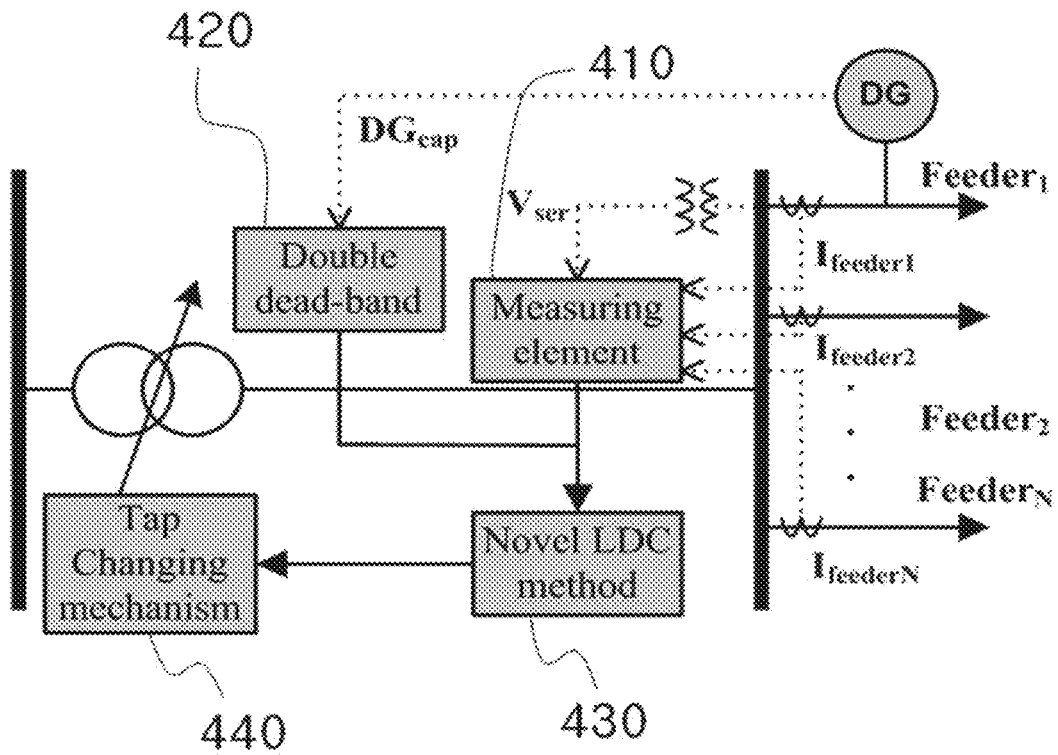 420
410
DG
DGcap
Feeder1
Vser
Double
dead-band
Ifeeder1
Measuring
element
Ifeeder2
Feeder2
FeederN
Tap
Changing
mechanism
Novel LDC
method
IfeederN
440
430